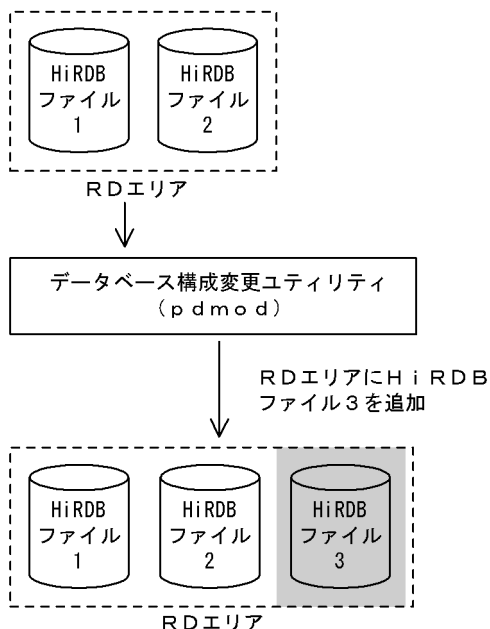 HiRDB
ファイル
1
HiRDB
ファイル
2
ＲＤエリア
データベース構成変更ユティリティ
（ｐｄｍｏｄ）
ＲＤエリアにＨｉＲＤＢ
ファイル３を追加
HiRDB
ファイル
1
HiRDB
ファイル
2
HiRDB
ファイル
3
ＲＤエリア